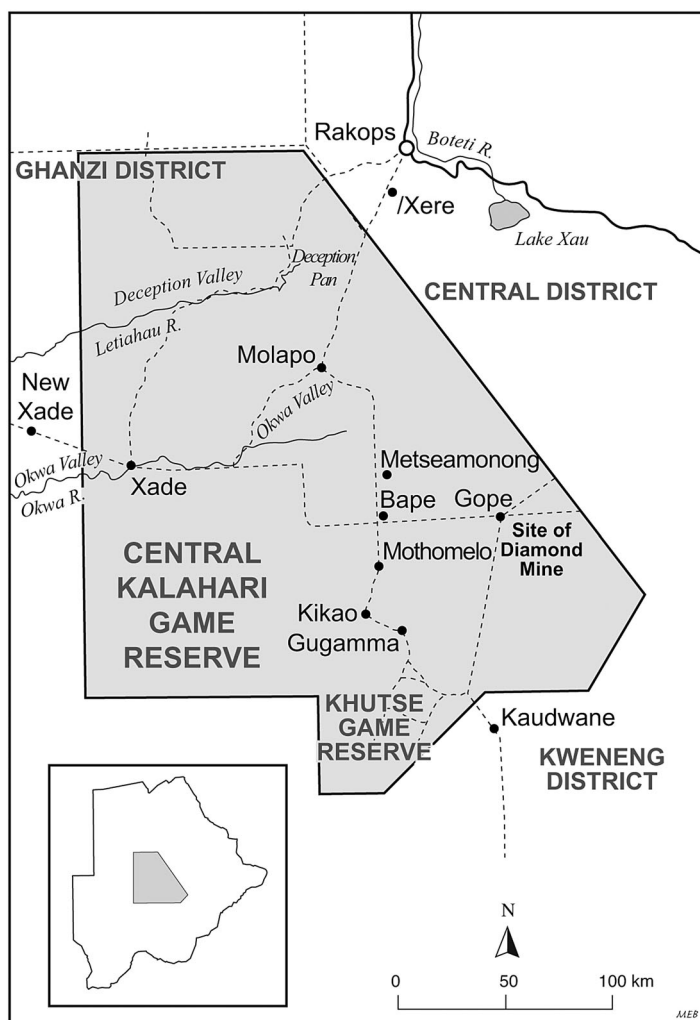 Rakops
Boteti R.
GHANZI DISTRICT
/Xere
Lake Xau
Deception
Pan
Deception Valley
CENTRAL DISTRICT
Letiahau R.
Molapo
New
Xade
Okwa Valley
Okwa Valley
Okwa R.
Xade
Metseamonong
Bape
Gope
Site of
Diamond
Mine
CENTRAL
KALAHARI
GAME
RESERVE
Mothomelo
Kikao
Gugamma
KHUTSE
GAME
RESERVE
Kaudwane
KWENENG
DISTRICT
N
0 50 100 km
MEB